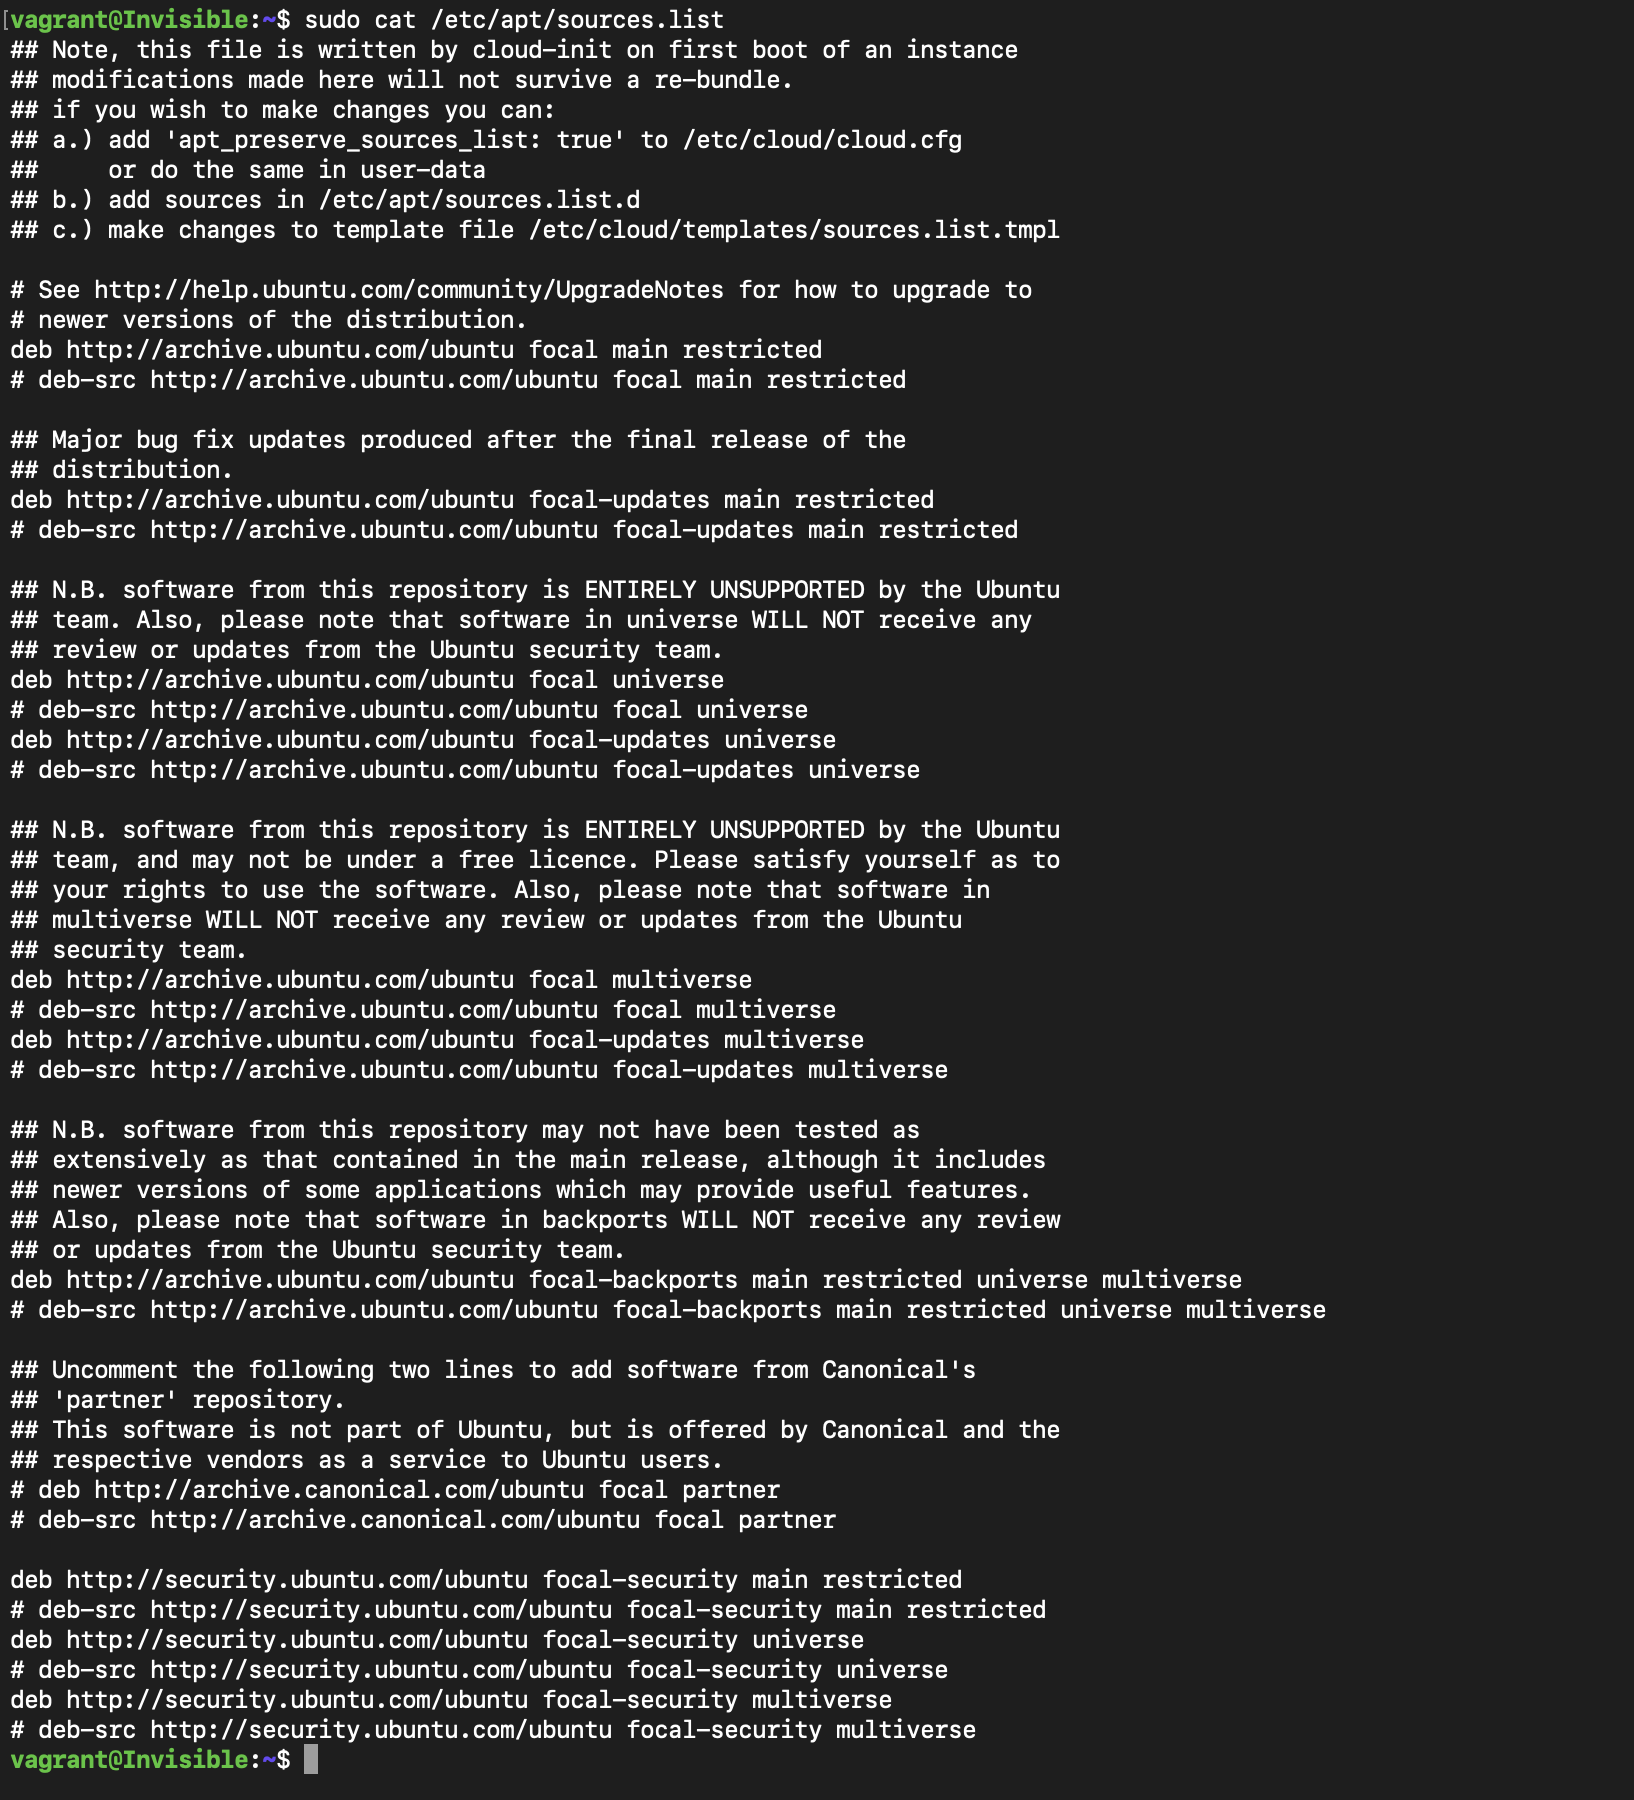 vagrant@Invisible:~$ sudo cat /etc/apt/sources.list
## Note, this file is written by cloud-init on first boot of an instance
## modifications made here will not survive a re-bundle.
## if you wish to make changes you can:
## a.) add 'apt_preserve_sources_list: true' to /etc/cloud/cloud.cfg
##     or do the same in user-data
## b.) add sources in /etc/apt/sources.list.d
## c.) make changes to template file /etc/cloud/templates/sources.list.tmpl

# See http://help.ubuntu.com/community/UpgradeNotes for how to upgrade to
# newer versions of the distribution.
deb http://archive.ubuntu.com/ubuntu focal main restricted
# deb-src http://archive.ubuntu.com/ubuntu focal main restricted

## Major bug fix updates produced after the final release of the
## distribution.
deb http://archive.ubuntu.com/ubuntu focal-updates main restricted
# deb-src http://archive.ubuntu.com/ubuntu focal-updates main restricted

## N.B. software from this repository is ENTIRELY UNSUPPORTED by the Ubuntu
## team. Also, please note that software in universe WILL NOT receive any
## review or updates from the Ubuntu security team.
deb http://archive.ubuntu.com/ubuntu focal universe
# deb-src http://archive.ubuntu.com/ubuntu focal universe
deb http://archive.ubuntu.com/ubuntu focal-updates universe
# deb-src http://archive.ubuntu.com/ubuntu focal-updates universe

## N.B. software from this repository is ENTIRELY UNSUPPORTED by the Ubuntu
## team, and may not be under a free licence. Please satisfy yourself as to
## your rights to use the software. Also, please note that software in
## multiverse WILL NOT receive any review or updates from the Ubuntu
## security team.
deb http://archive.ubuntu.com/ubuntu focal multiverse
# deb-src http://archive.ubuntu.com/ubuntu focal multiverse
deb http://archive.ubuntu.com/ubuntu focal-updates multiverse
# deb-src http://archive.ubuntu.com/ubuntu focal-updates multiverse

## N.B. software from this repository may not have been tested as
## extensively as that contained in the main release, although it includes
## newer versions of some applications which may provide useful features.
## Also, please note that software in backports WILL NOT receive any review
## or updates from the Ubuntu security team.
deb http://archive.ubuntu.com/ubuntu focal-backports main restricted universe multiverse
# deb-src http://archive.ubuntu.com/ubuntu focal-backports main restricted universe multiverse

## Uncomment the following two lines to add software from Canonical's
## 'partner' repository.
## This software is not part of Ubuntu, but is offered by Canonical and the
## respective vendors as a service to Ubuntu users.
# deb http://archive.canonical.com/ubuntu focal partner
# deb-src http://archive.canonical.com/ubuntu focal partner

deb http://security.ubuntu.com/ubuntu focal-security main restricted
# deb-src http://security.ubuntu.com/ubuntu focal-security main restricted
deb http://security.ubuntu.com/ubuntu focal-security universe
# deb-src http://security.ubuntu.com/ubuntu focal-security universe
deb http://security.ubuntu.com/ubuntu focal-security multiverse
# deb-src http://security.ubuntu.com/ubuntu focal-security multiverse
vagrant@Invisible:~$